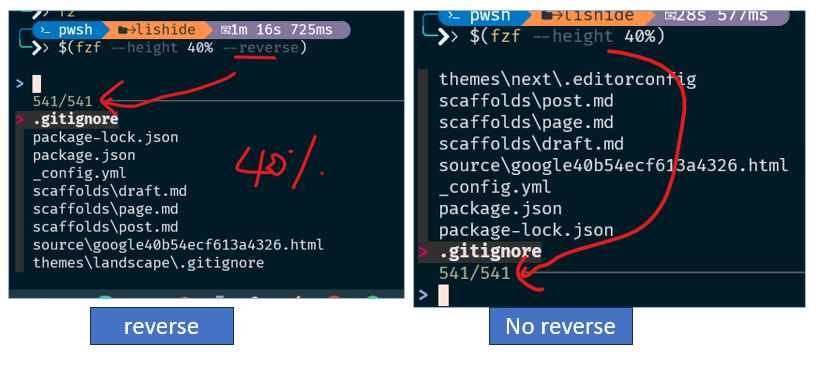 pwsh lishide 1m 16s 725ms
$(fzf --height 40% --reverse)
>
541/541
> .gitignore
package-lock.json
package.json
_config.yml
scaffolds\draft.md
scaffolds\page.md
scaffolds\post.md
source\google40b54ecf613a4326.html
themes\landscape\.gitignore
40%.
reverse
pwsh lishide 28s 577ms
$(fzf --height 40%)
themes\next\.editorconfig
scaffolds\post.md
scaffolds\page.md
scaffolds\draft.md
source\google40b54ecf613a4326.html
_config.yml
package.json
package-lock.json
> .gitignore
541/541
>
No reverse